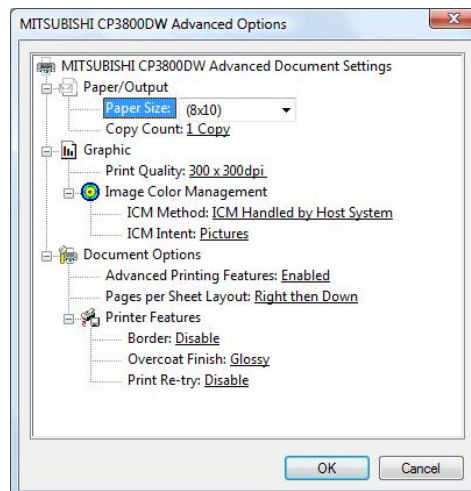 MITSUBISHI CP3800DW Advanced Options
MITSUBISHI CP3800DW Advanced Document Settings
Paper/Output
Paper Size: (8x10)
Copy Count: 1 Copy
Graphic
Print Quality: 300 x 300dpi
Image Color Management
ICM Method: ICM Handled by Host System
ICM Intent: Pictures
Document Options
Advanced Printing Features: Enabled
Pages per Sheet Layout: Right then Down
Printer Features
Border: Disable
Overcoat Finish: Glossy
Print Re-try: Disable
OK Cancel